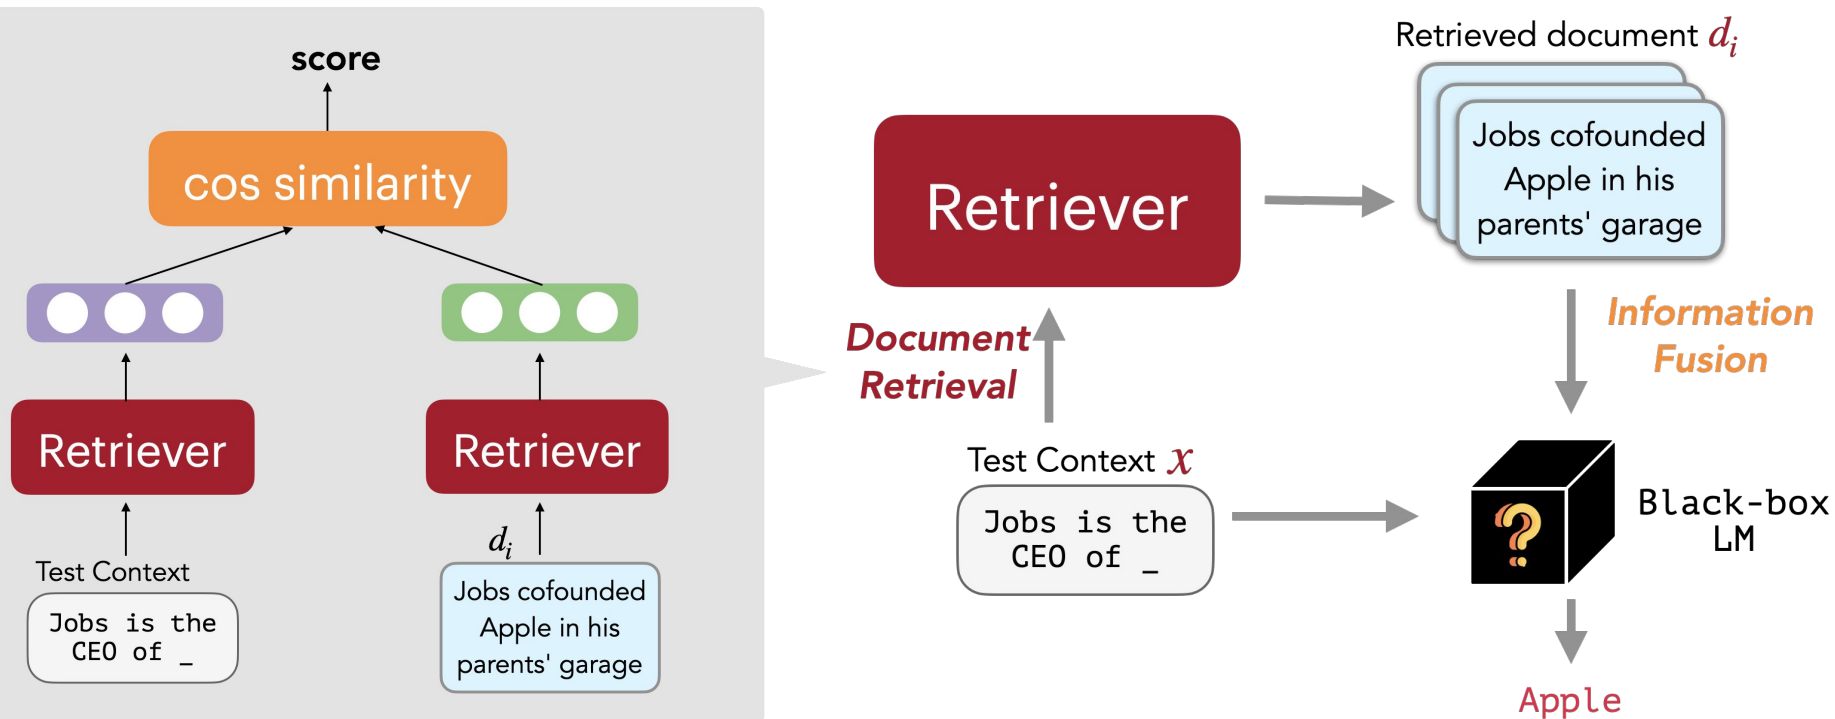 score
cos similarity
Retriever
Retriever
d_i
Test Context
Jobs is the
CEO of _
Jobs cofounded
Apple in his
parents' garage
Retriever
Document
Retrieval
Test Context x
Jobs is the
CEO of _
Retrieved document d_i
Jobs cofounded
Apple in his
parents' garage
Information
Fusion
?
Black-box
LM
Apple